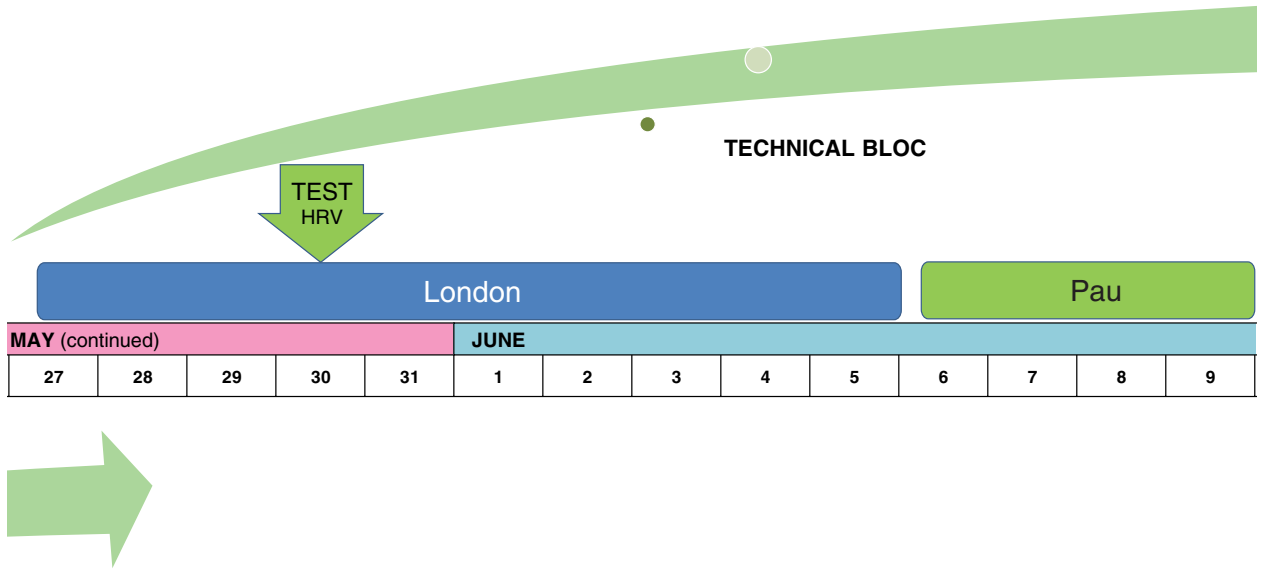 TECHNICAL BLOC
TEST
HRV
London
Pau
MAY (continued)
JUNE
27 28 29 30 31 1 2 3 4 5 6 7 8 9